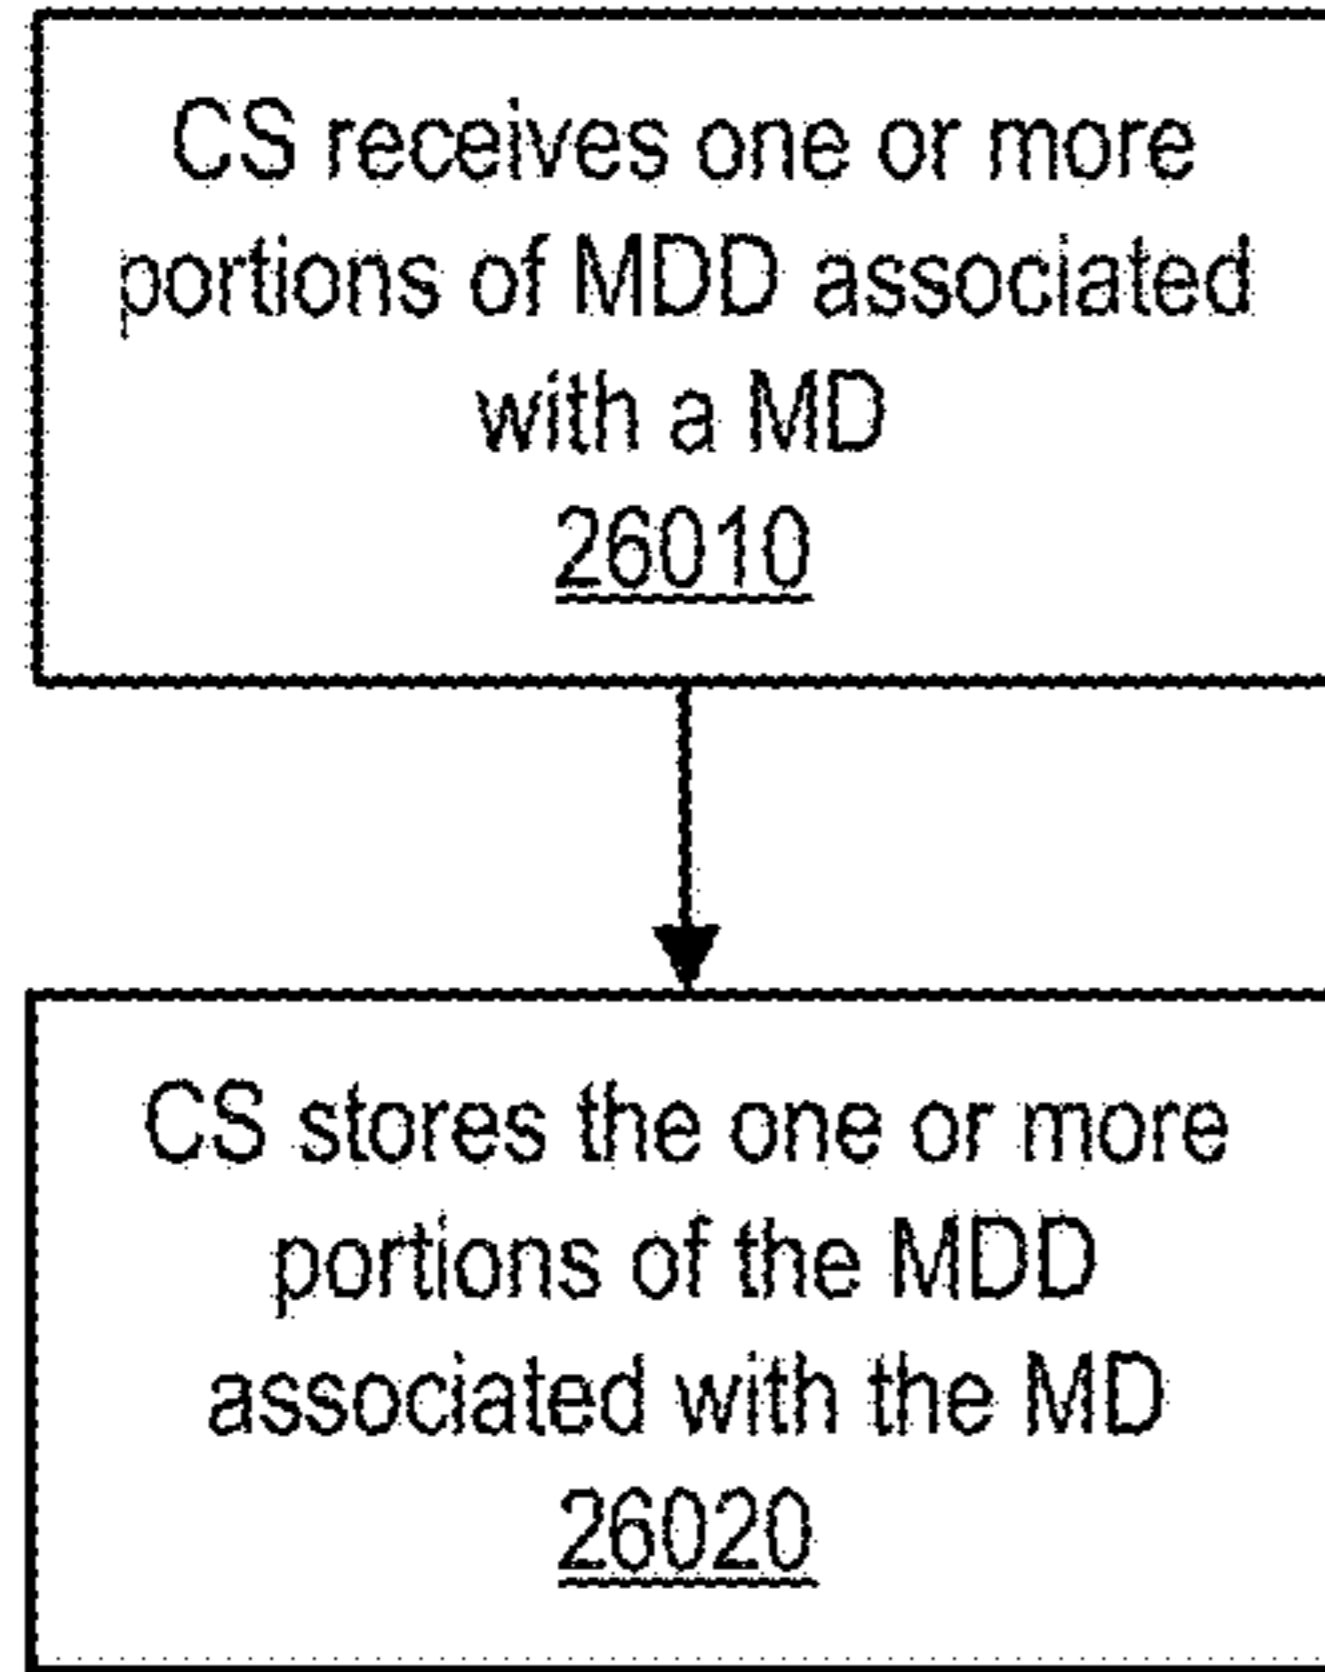 CS receives one or more
portions of MDD associated
with a MD
26010
CS stores the one or more
portions of the MDD
associated with the MD
26020